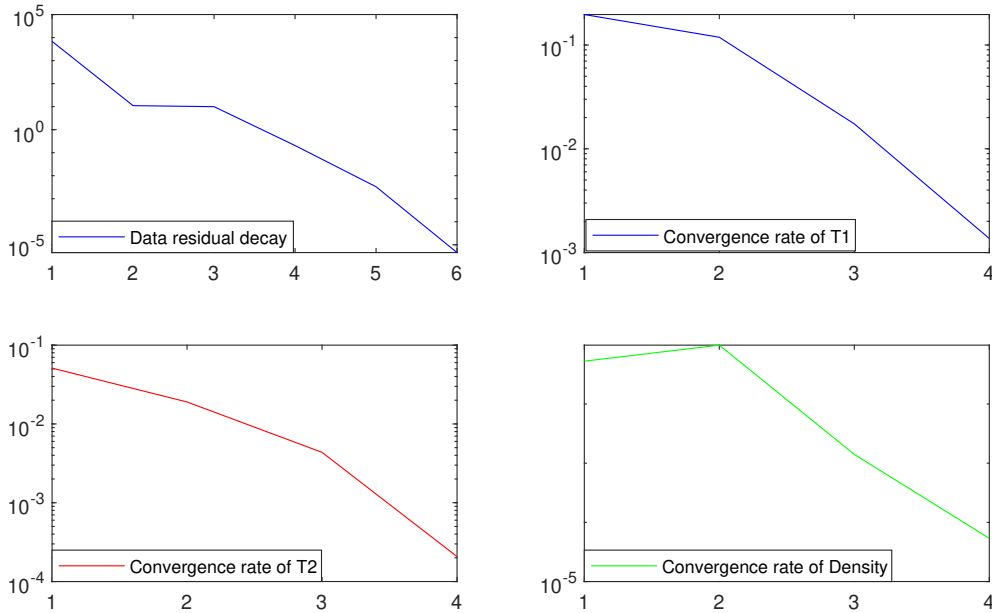 10^5
10^0
10^-5
Data residual decay
1 2 3 4 5 6
10^-1
10^-2
10^-3
Convergence rate of T1
1 2 3 4
10^-1
10^-2
10^-3
10^-4
Convergence rate of T2
1 2 3 4
10^-5
Convergence rate of Density
1 2 3 4